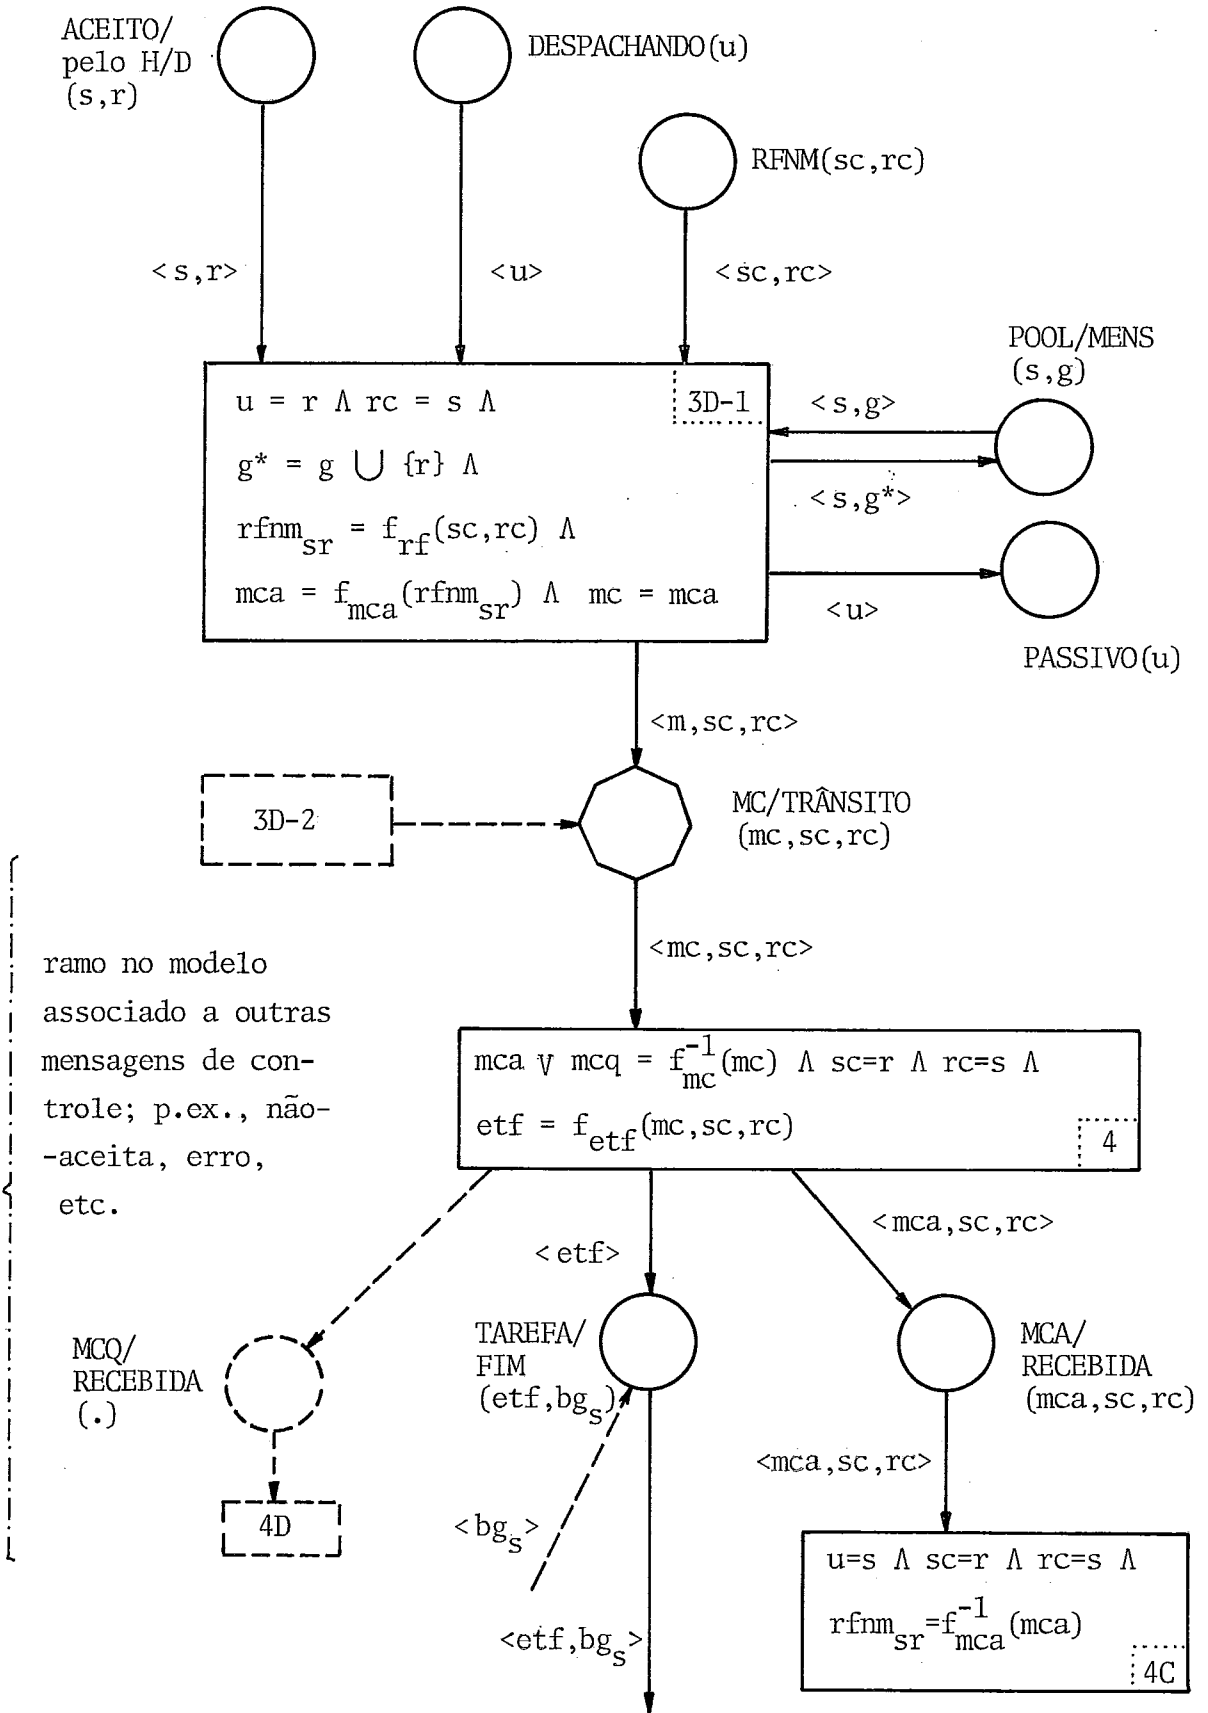 ACEITO/
pelo H/D
(s,r)
DESPACHANDO(u)
RFNM(sc,rc)
<s,r>
<u>
<sc,rc>
POOL/MENS
(s,g)
u = r Λ rc = s Λ
3D-1
<s,g>
g* = g ∪ {r} Λ
<s,g*>
rfnm_sr = f_rf(sc,rc) Λ
mca = f_mca(rfnm_sr) Λ mc = mca
<u>
PASSIVO(u)
<m,sc,rc>
3D-2
MC/TRÂNSITO
(mc,sc,rc)
<mc,sc,rc>
ramo no modelo
associado a outras
mensagens de con-
trole; p.ex., não-
-aceita, erro,
etc.
mca ∨ mcq = f_mc^-1(mc) Λ sc=r Λ rc=s Λ
etf = f_etf(mc,sc,rc)
4
<mca,sc,rc>
<etf>
MCQ/
RECEBIDA
(.)
TAREFA/
FIM
(etf,bg_s)
MCA/
RECEBIDA
(mca,sc,rc)
<mca,sc,rc>
4D
<bg_s>
<etf,bg_s>
u=s Λ sc=r Λ rc=s Λ
rfnm_sr=f_mca^-1(mca)
4C